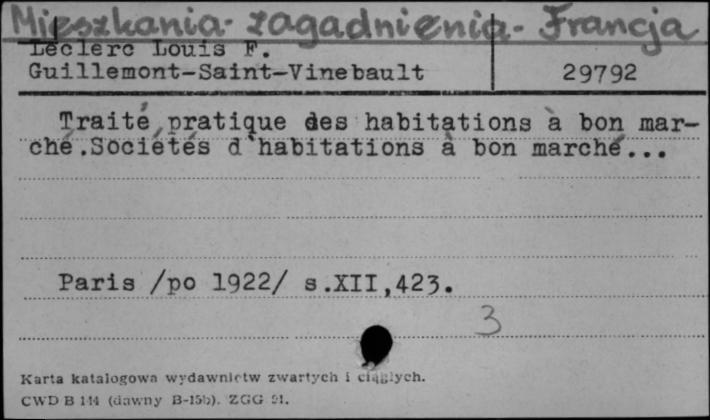 Mieszkania - zagadnienia - Francja
Leclerc Louis F.
Guillemont-Saint-Vinebault 29792
Traité pratique des habitations à bon mar-
ché.Sociétés d'habitations à bon marché...
Paris /po 1922/ s.XII,423.
3
Karta katalogowa wydawnictw zwartych i ciągłych.
CWD B 144 (dawny B-15b). ZGG 91.